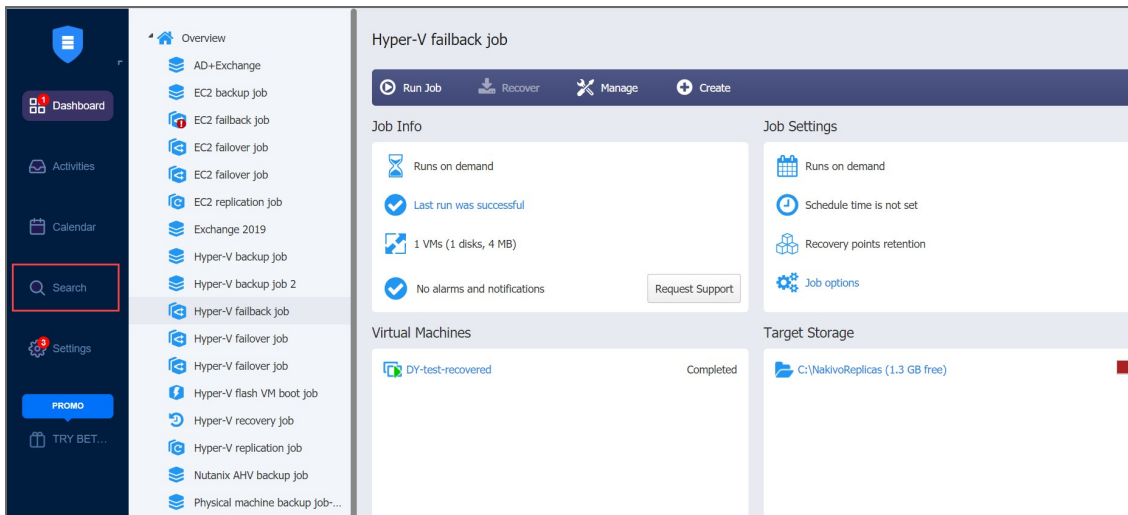 1
Dashboard
Activities
Calendar
Search
3
Settings
PROMO
TRY BET...
Overview
AD+Exchange
EC2 backup job
EC2 failback job
EC2 failover job
EC2 failover job
EC2 replication job
Exchange 2019
Hyper-V backup job
Hyper-V backup job 2
Hyper-V failback job
Hyper-V failover job
Hyper-V failover job
Hyper-V flash VM boot job
Hyper-V recovery job
Hyper-V replication job
Nutanix AHV backup job
Physical machine backup job-...
Hyper-V failback job
Run Job Recover Manage Create
Job Info
Runs on demand
Last run was successful
1 VMs (1 disks, 4 MB)
No alarms and notifications
Request Support
Job Settings
Runs on demand
Schedule time is not set
Recovery points retention
Job options
Virtual Machines
DY-test-recovered Completed
Target Storage
C:\NakivoReplicas (1.3 GB free)